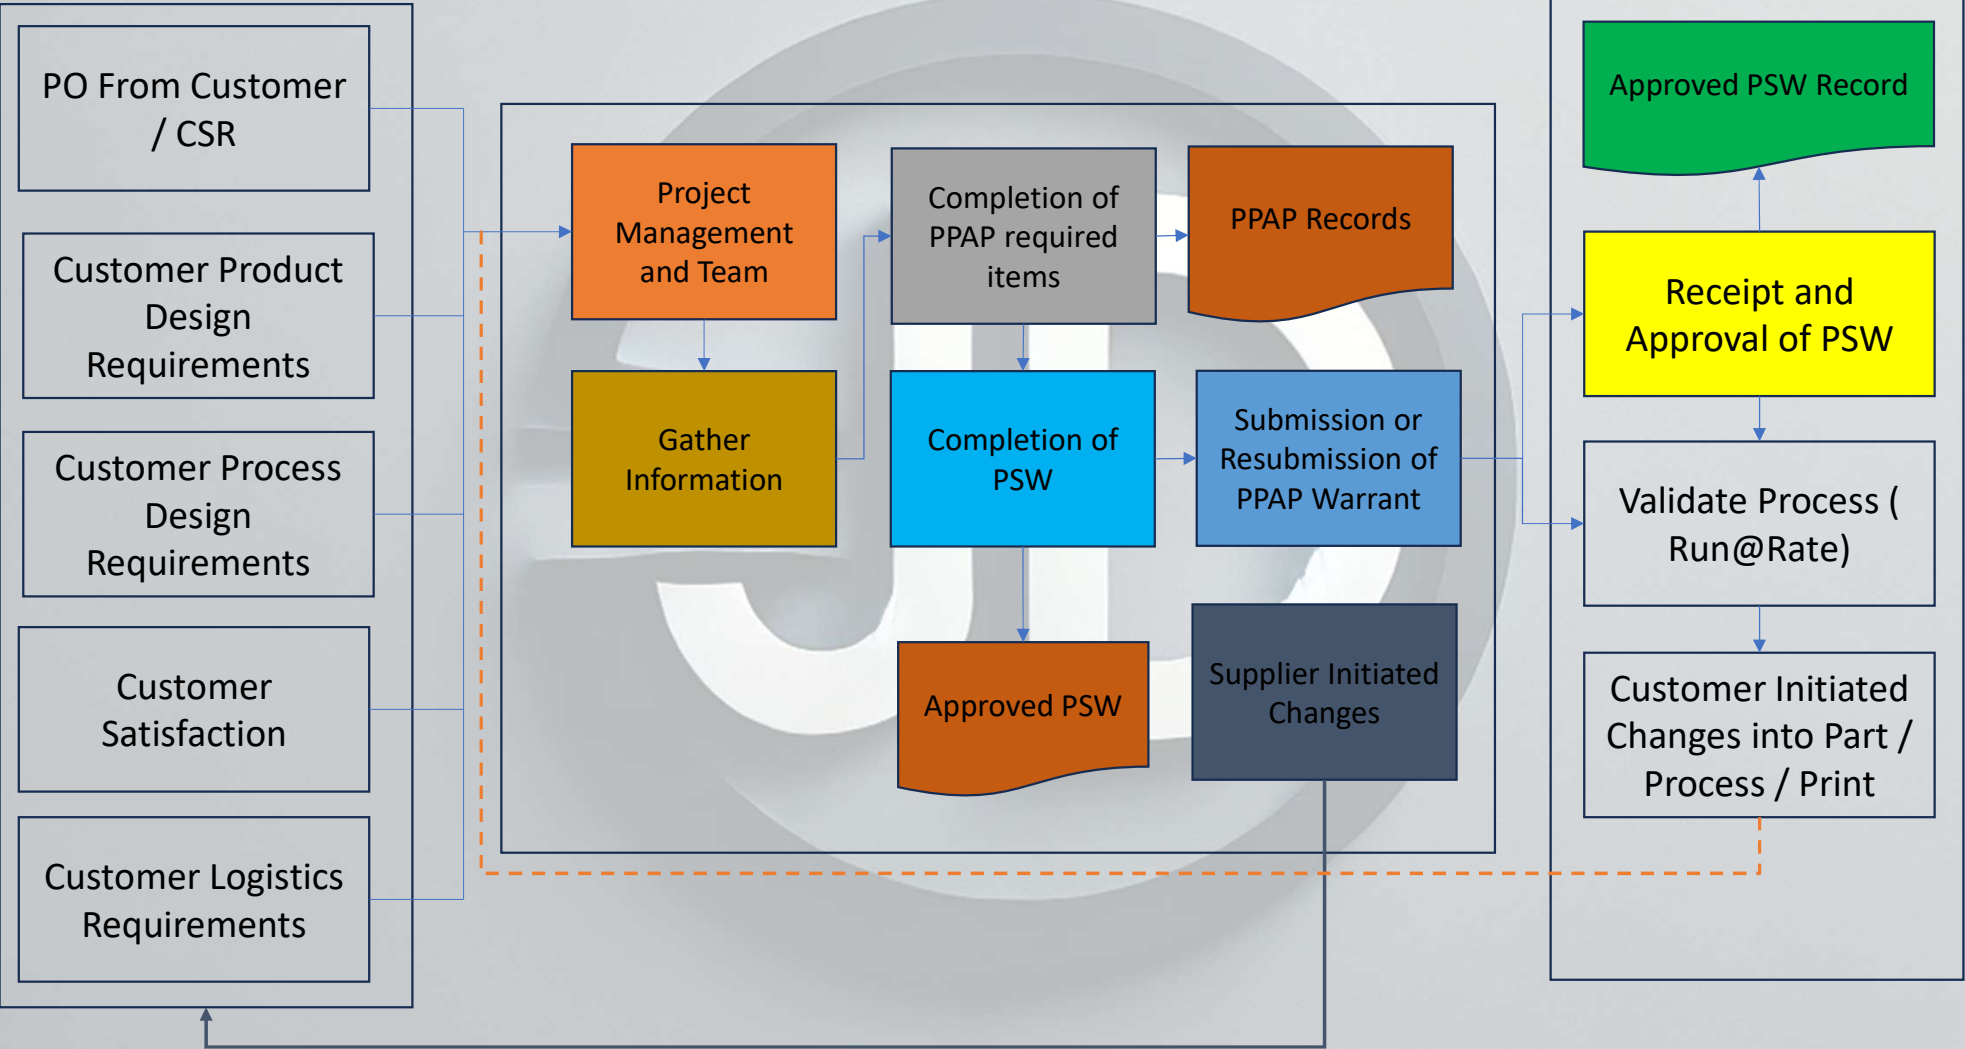 PO From Customer
/ CSR
Customer Product
Design
Requirements
Customer Process
Design
Requirements
Customer
Satisfaction
Customer Logistics
Requirements
Project
Management
and Team
Gather
Information
Completion of
PPAP required
items
PPAP Records
Completion of
PSW
Submission or
Resubmission of
PPAP Warrant
Approved PSW
Supplier Initiated
Changes
Approved PSW Record
Receipt and
Approval of PSW
Validate Process (
Run@Rate)
Customer Initiated
Changes into Part /
Process / Print
JD